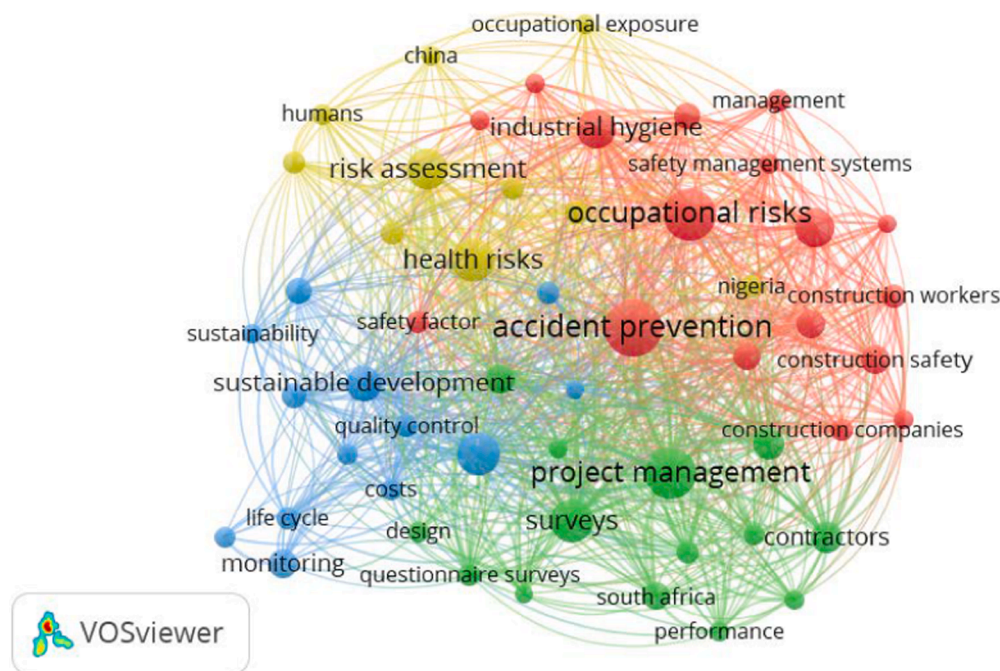 occupational exposure
china
management
humans
industrial hygiene
safety management systems
risk assessment
occupational risks
health risks
nigeria
construction workers
safety factor
accident prevention
sustainability
construction safety
sustainable development
quality control
construction companies
project management
costs
life cycle
surveys
design
contractors
monitoring
questionnaire surveys
south africa
performance
VOSviewer